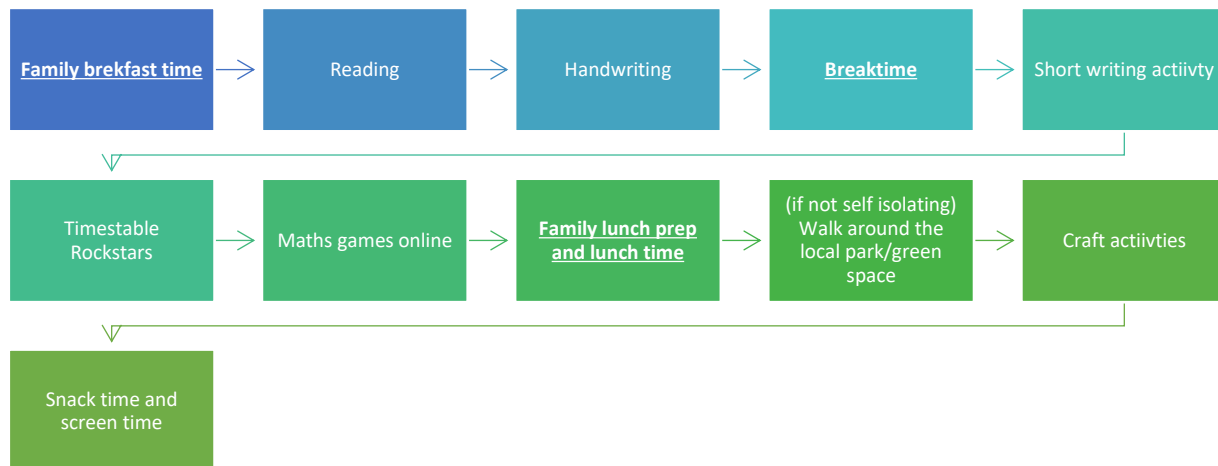 Family brekfast time
Reading
Handwriting
Breaktime
Short writing actiivty
Timestable
Rockstars
Maths games online
Family lunch prep
and lunch time
(if not self isolating)
Walk around the
local park/green
space
Craft actiivties
Snack time and
screen time